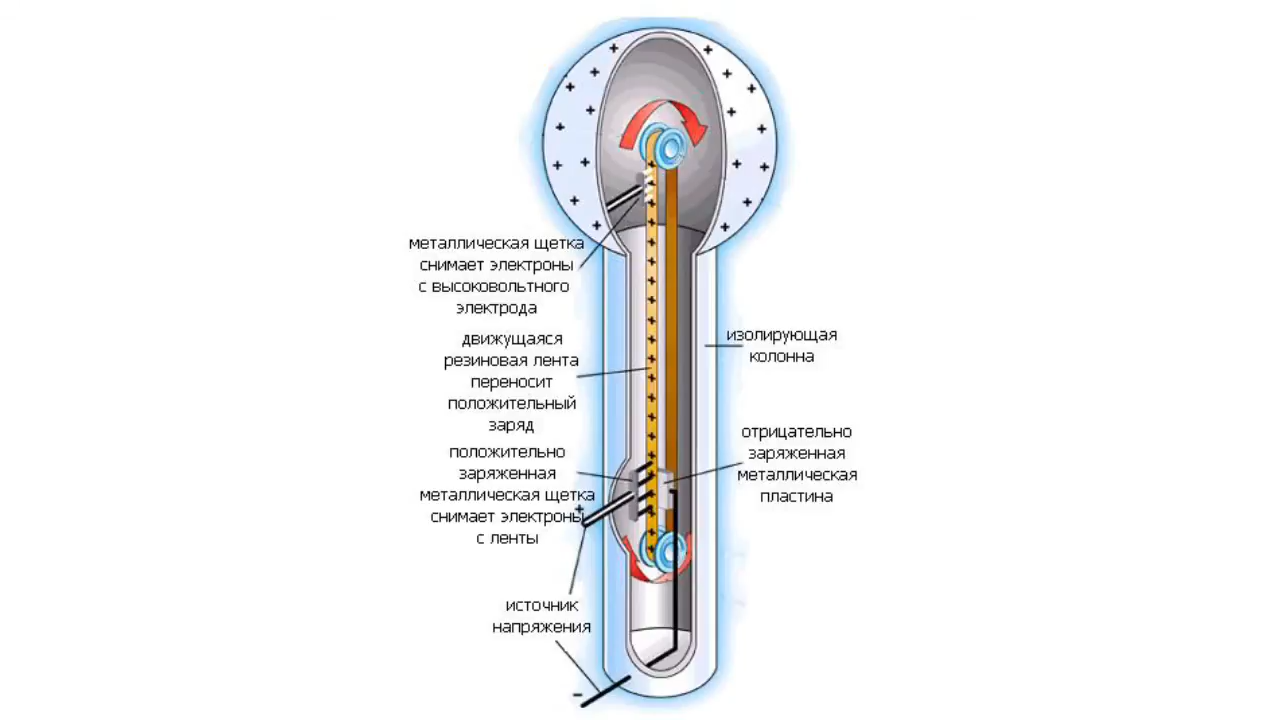 металлическая щетка
снимает электроны
с высоковольтного
электрода
движущаяся
резиновая лента
переносит
положительный
заряд
изолирующая
колонна
положительно
заряженная
металлическая щетка
+
снимает электроны
с ленты
отрицательно
заряженная
металлическая
пластина
источник
напряжения
-